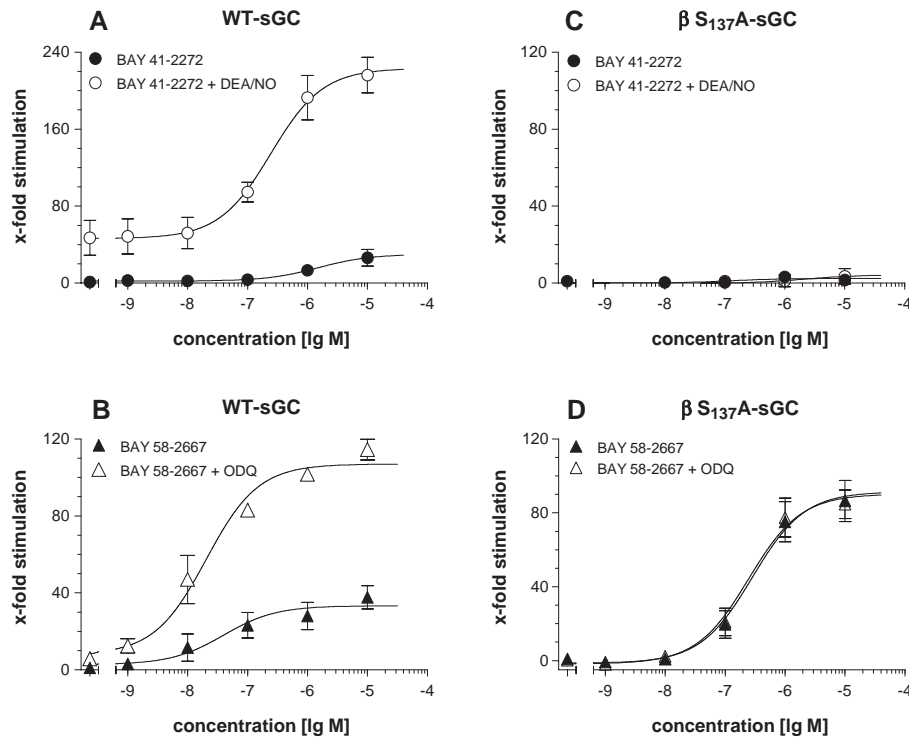 A
WT-sGC
BAY 41-2272
BAY 41-2272 + DEA/NO
x-fold stimulation
240
160
80
0
-9
-8
-7
-6
-5
-4
concentration [lg M]
C
β S137A-sGC
BAY 41-2272
BAY 41-2272 + DEA/NO
x-fold stimulation
120
80
40
0
-9
-8
-7
-6
-5
-4
concentration [lg M]
B
WT-sGC
BAY 58-2667
BAY 58-2667 + ODQ
x-fold stimulation
120
80
40
0
-9
-8
-7
-6
-5
-4
concentration [lg M]
D
β S137A-sGC
BAY 58-2667
BAY 58-2667 + ODQ
x-fold stimulation
120
80
40
0
-9
-8
-7
-6
-5
-4
concentration [lg M]